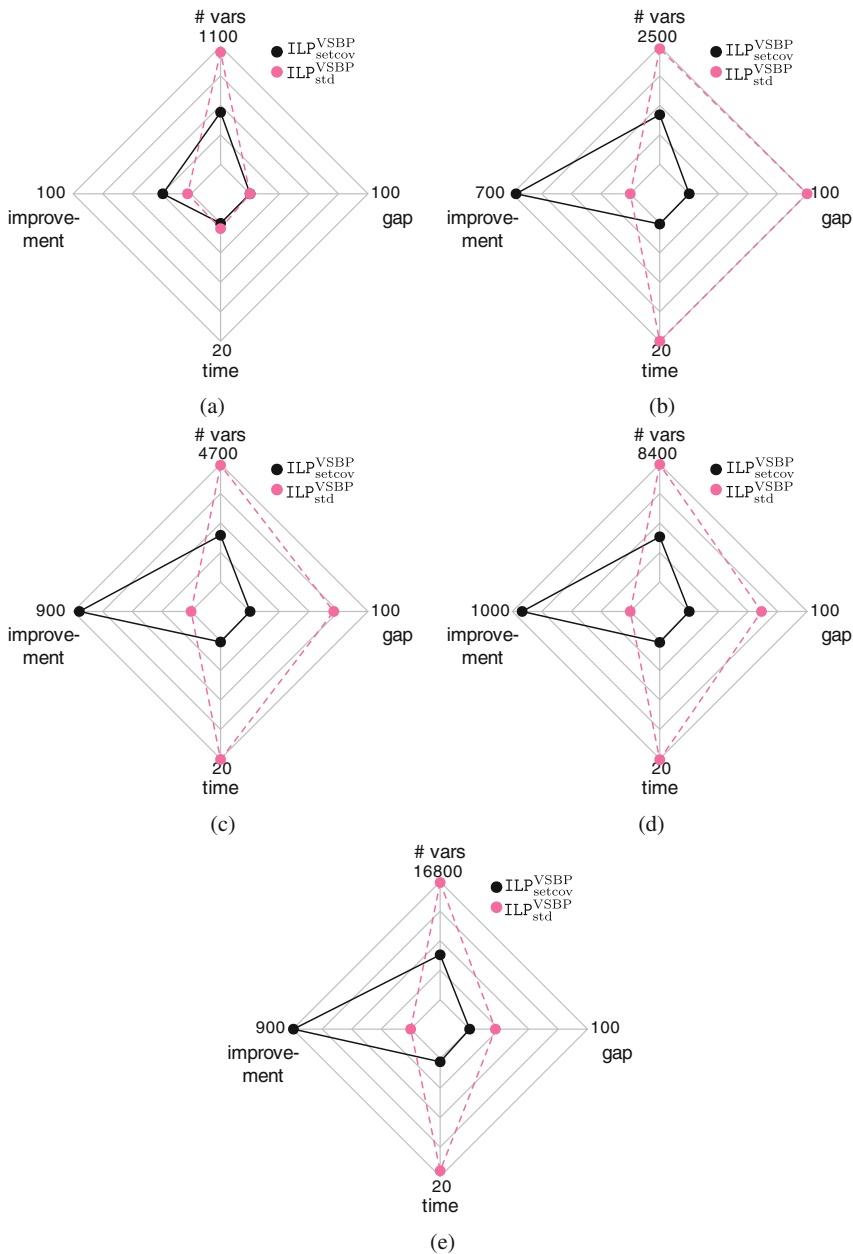 # vars
1100
ILP^VSBP_setcov
ILP^VSBP_std
100
improve-
ment
100
gap
20
time
(a)
# vars
2500
ILP^VSBP_setcov
ILP^VSBP_std
700
improve-
ment
100
gap
20
time
(b)
# vars
4700
ILP^VSBP_setcov
ILP^VSBP_std
900
improve-
ment
100
gap
20
time
(c)
# vars
8400
ILP^VSBP_setcov
ILP^VSBP_std
1000
improve-
ment
100
gap
20
time
(d)
# vars
16800
ILP^VSBP_setcov
ILP^VSBP_std
900
improve-
ment
100
gap
20
time
(e)